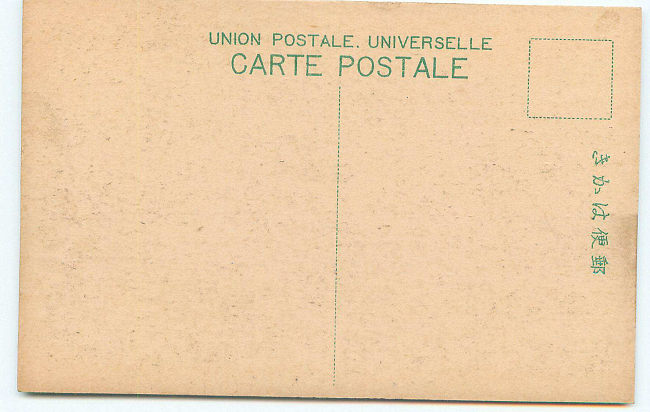 UNION POSTALE. UNIVERSELLE
CARTE POSTALE
郵便はかき